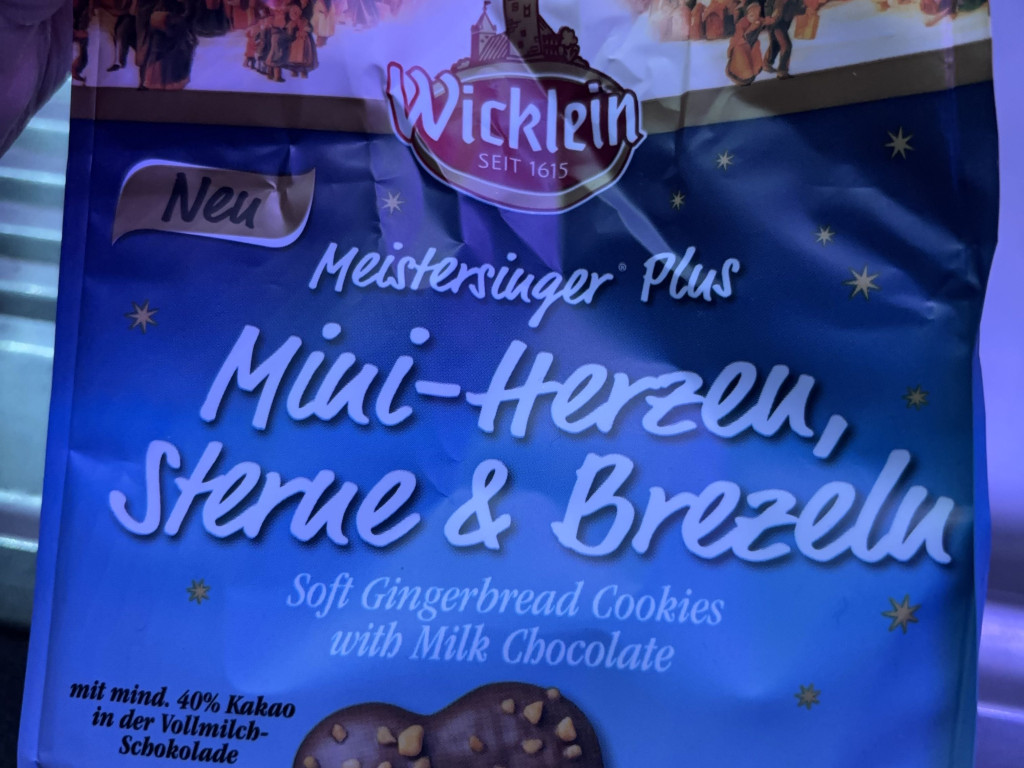 Wicklein
SEIT 1615
Neu
Meistersinger® Plus
Mini-Herzen,
Sterne & Brezeln
Soft Gingerbread Cookies
with Milk Chocolate
mit mind. 40% Kakao
in der Vollmilch-
Schokolade